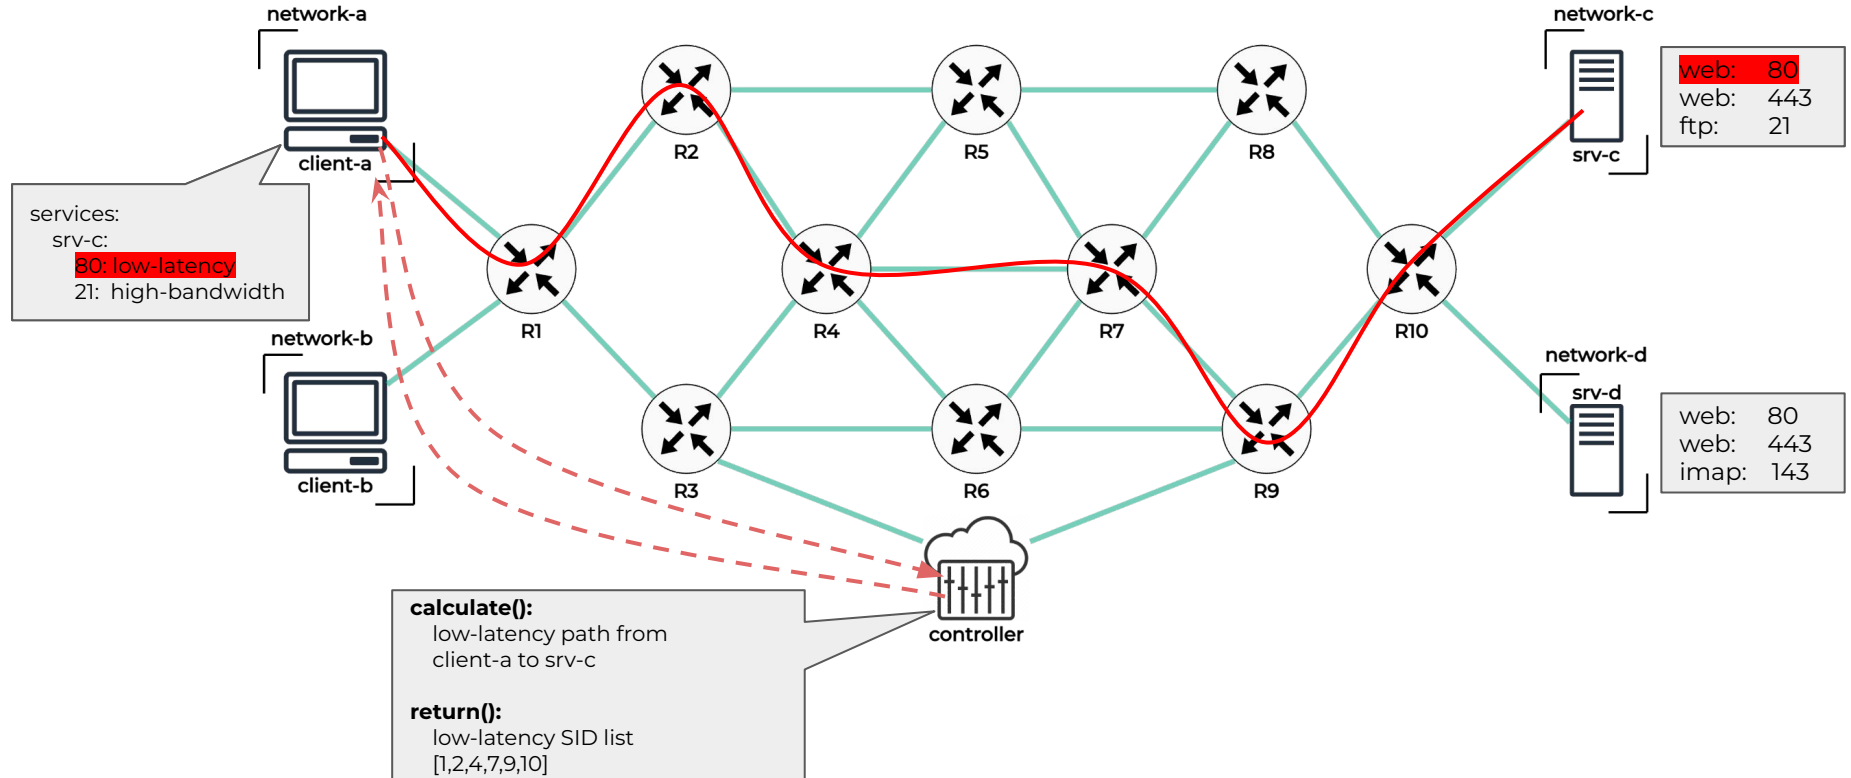 network-a
network-c
client-a
R2
R5
R8
srv-c
web: 80
web: 443
ftp: 21
services:
srv-c:
80: low-latency
21: high-bandwidth
R1
R4
R7
R10
network-b
network-d
client-b
R3
R6
R9
srv-d
web: 80
web: 443
imap: 143
controller
calculate():
low-latency path from
client-a to srv-c
return():
low-latency SID list
[1,2,4,7,9,10]